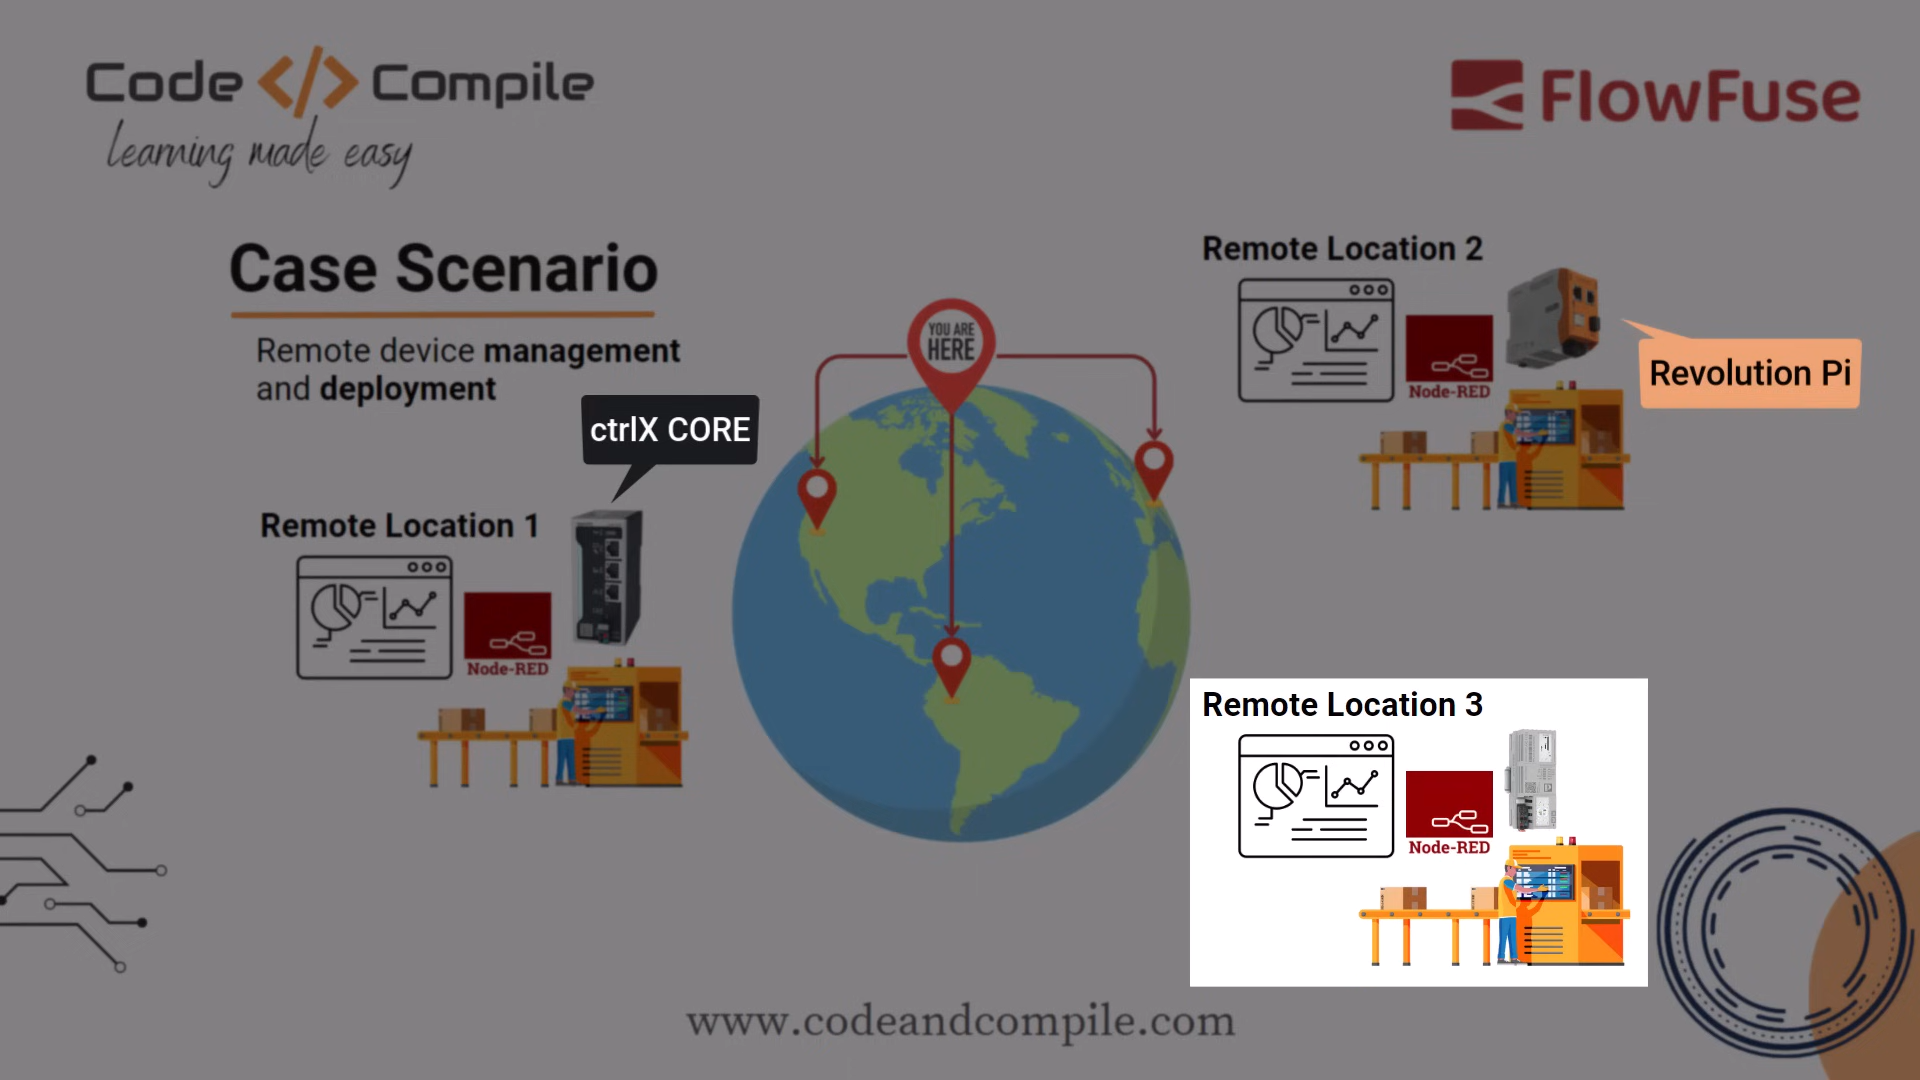 Code </> Compile
learning made easy
FlowFuse
Case Scenario
Remote device management
and deployment
ctrlX CORE
Remote Location 1
Node-RED
YOU ARE
HERE
Remote Location 2
Node-RED
Revolution Pi
Remote Location 3
Node-RED
www.codeandcompile.com